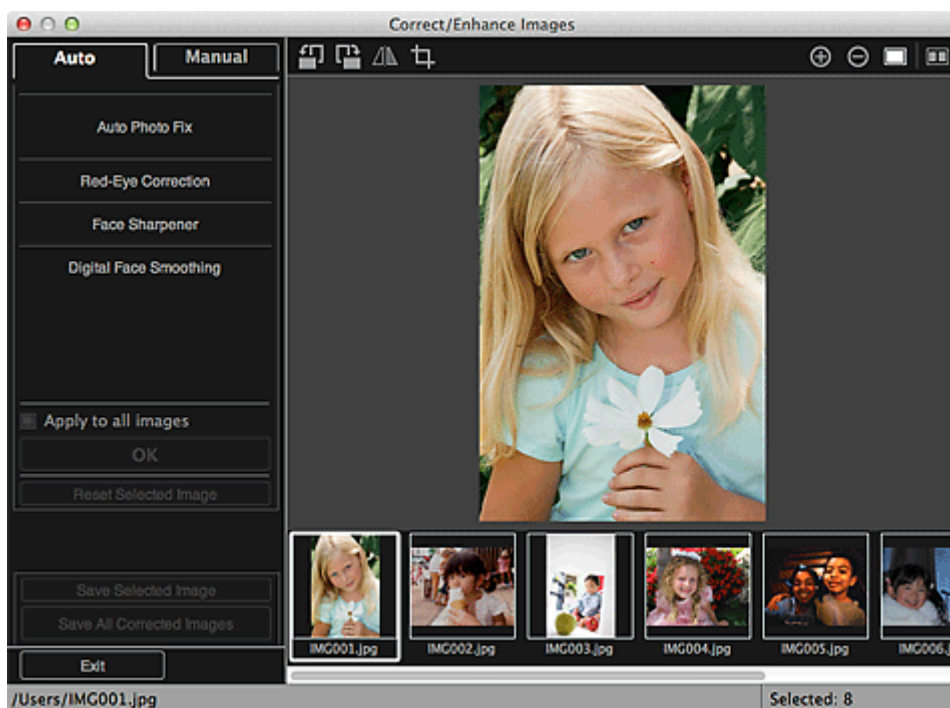 Correct/Enhance Images
Auto
Manual
Auto Photo Fix
Red-Eye Correction
Face Sharpener
Digital Face Smoothing
Apply to all images
OK
Reset Selected Image
Save Selected Image
Save All Corrected Images
Exit
IMG001.jpg
IMG002.jpg
IMG003.jpg
IMG004.jpg
IMG005.jpg
IMG006.j
/Users/IMG001.jpg
Selected: 8